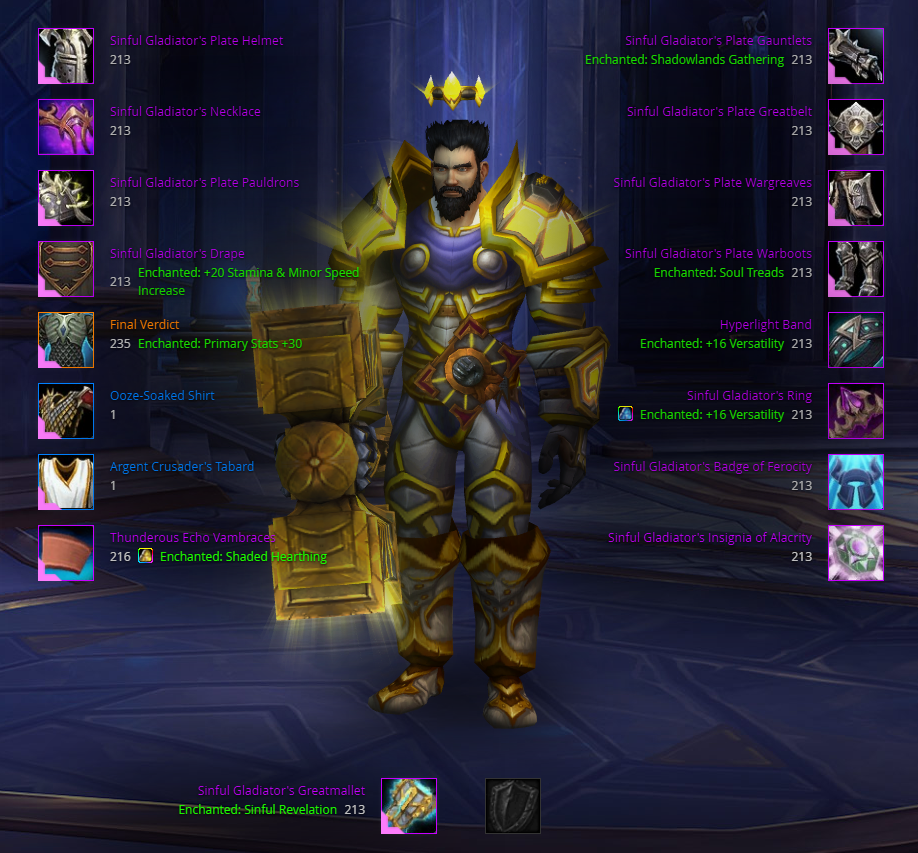 Sinful Gladiator's Plate Helmet
213
Sinful Gladiator's Necklace
213
Sinful Gladiator's Plate Pauldrons
213
Sinful Gladiator's Drape
213 Enchanted: +20 Stamina & Minor Speed
Increase
Final Verdict
235 Enchanted: Primary Stats +30
Ooze-Soaked Shirt
1
Argent Crusader's Tabard
1
Thunderous Echo Vambraces
216 Enchanted: Shaded Hearthing
Sinful Gladiator's Plate Gauntlets
Enchanted: Shadowlands Gathering 213
Sinful Gladiator's Plate Greatbelt
213
Sinful Gladiator's Plate Wargreaves
213
Sinful Gladiator's Plate Warboots
Enchanted: Soul Treads 213
Hyperlight Band
Enchanted: +16 Versatility 213
Sinful Gladiator's Ring
Enchanted: +16 Versatility 213
Sinful Gladiator's Badge of Ferocity
213
Sinful Gladiator's Insignia of Alacrity
213
Sinful Gladiator's Greatmallet
Enchanted: Sinful Revelation 213